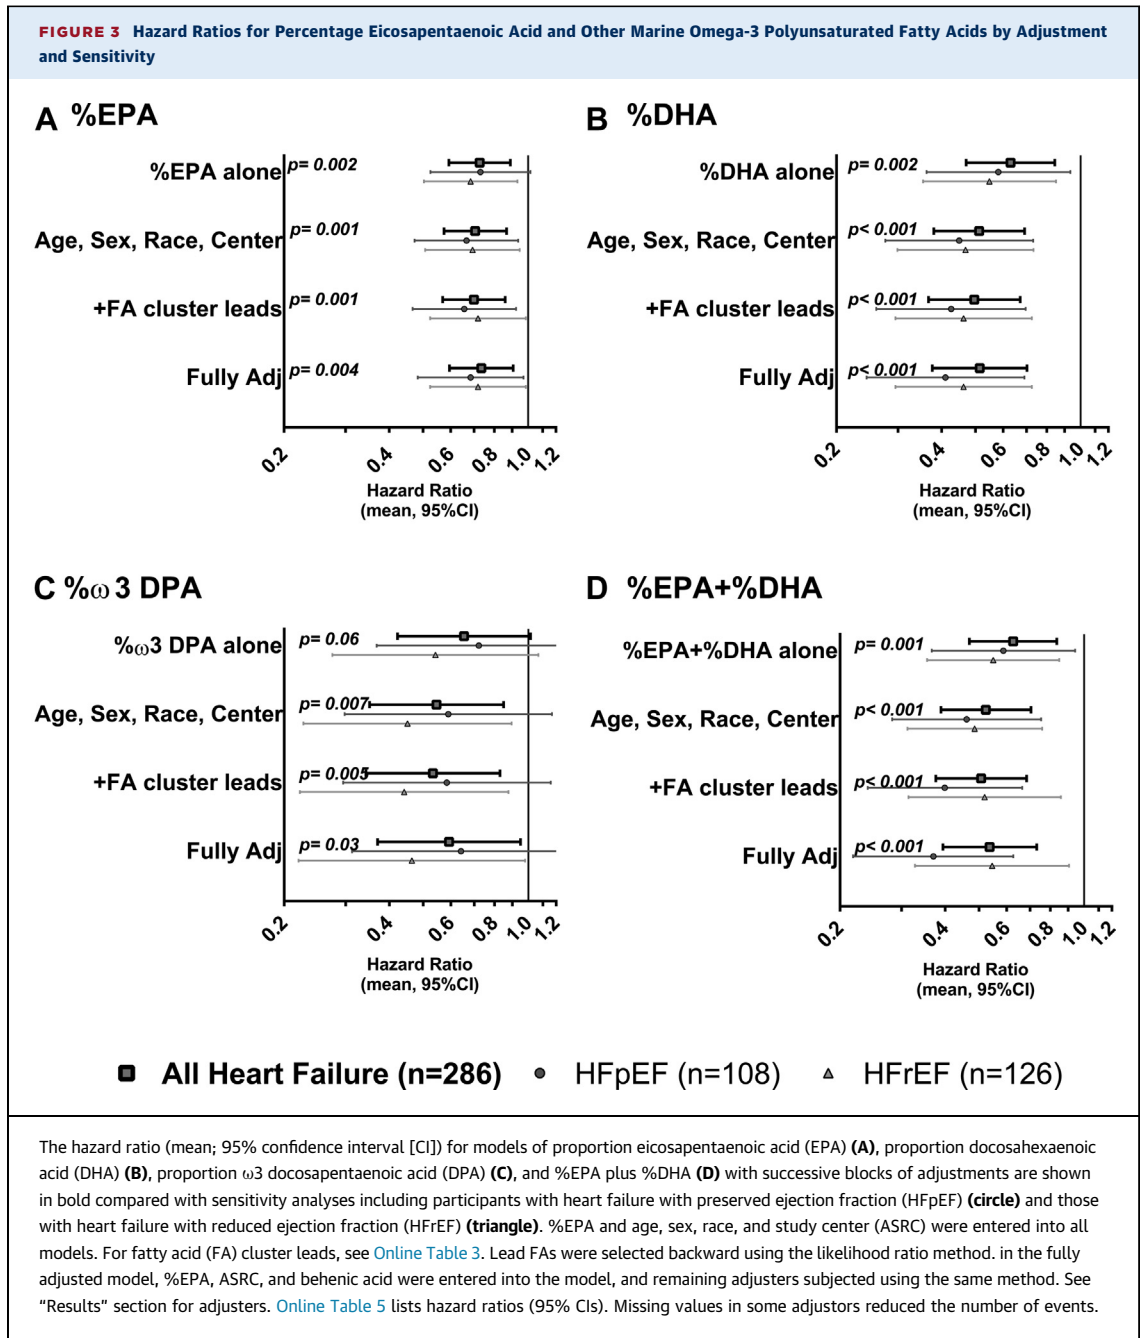 FIGURE 3 Hazard Ratios for Percentage Eicosapentaenoic Acid and Other Marine Omega-3 Polyunsaturated Fatty Acids by Adjustment
and Sensitivity
A %EPA
%EPA alone p= 0.002
Age, Sex, Race, Center p= 0.001
+FA cluster leads p= 0.001
Fully Adj p= 0.004
0.2 0.4 0.6 0.8 1.0 1.2
Hazard Ratio
(mean, 95%CI)
B %DHA
%DHA alone p= 0.002
Age, Sex, Race, Center p< 0.001
+FA cluster leads p< 0.001
Fully Adj p< 0.001
0.2 0.4 0.6 0.8 1.0 1.2
Hazard Ratio
(mean, 95%CI)
C %ω3 DPA
%ω3 DPA alone p= 0.06
Age, Sex, Race, Center p= 0.007
+FA cluster leads p= 0.005
Fully Adj p= 0.03
0.2 0.4 0.6 0.8 1.0 1.2
Hazard Ratio
(mean, 95%CI)
D %EPA+%DHA
%EPA+%DHA alone p= 0.001
Age, Sex, Race, Center p< 0.001
+FA cluster leads p< 0.001
Fully Adj p< 0.001
0.2 0.4 0.6 0.8 1.0 1.2
Hazard Ratio
(mean, 95%CI)
All Heart Failure (n=286) HFpEF (n=108) HFrEF (n=126)
The hazard ratio (mean; 95% confidence interval [CI]) for models of proportion eicosapentaenoic acid (EPA) (A), proportion docosahexaenoic
acid (DHA) (B), proportion ω3 docosapentaenoic acid (DPA) (C), and %EPA plus %DHA (D) with successive blocks of adjustments are shown
in bold compared with sensitivity analyses including participants with heart failure with preserved ejection fraction (HFpEF) (circle) and those
with heart failure with reduced ejection fraction (HFrEF) (triangle). %EPA and age, sex, race, and study center (ASRC) were entered into all
models. For fatty acid (FA) cluster leads, see Online Table 3. Lead FAs were selected backward using the likelihood ratio method. in the fully
adjusted model, %EPA, ASRC, and behenic acid were entered into the model, and remaining adjusters subjected using the same method. See
"Results" section for adjusters. Online Table 5 lists hazard ratios (95% CIs). Missing values in some adjustors reduced the number of events.